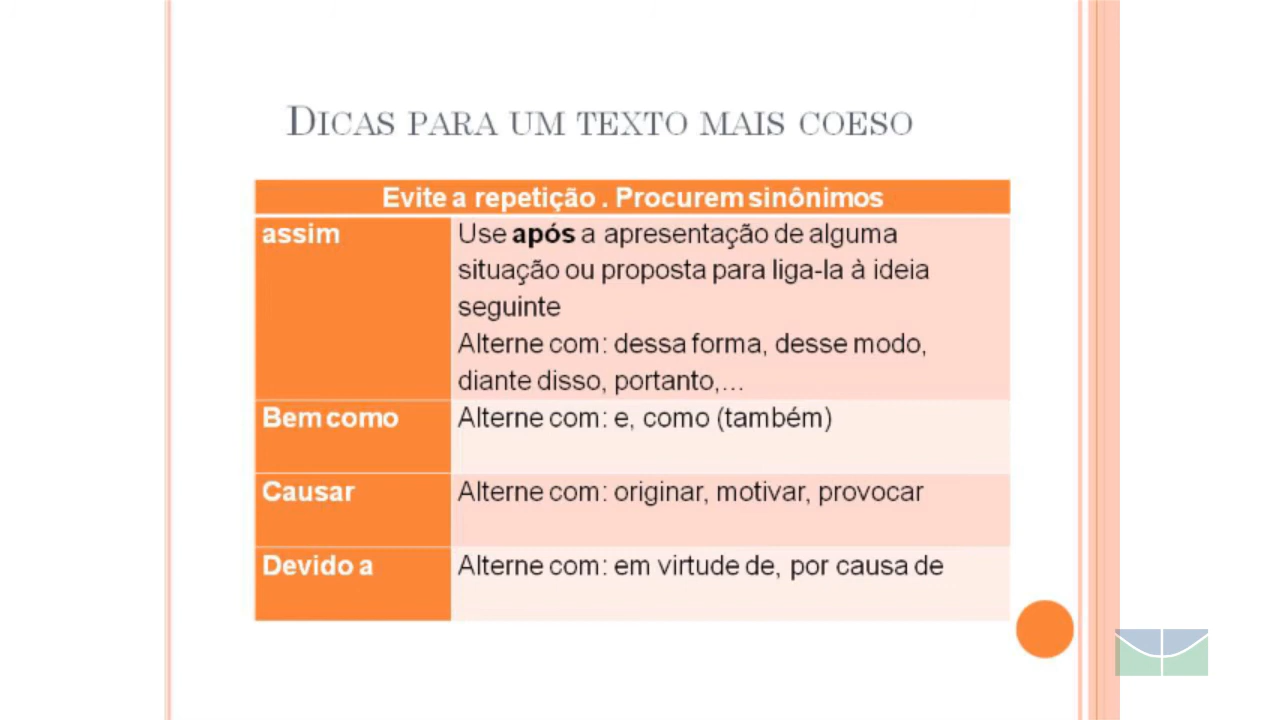 DICAS PARA UM TEXTO MAIS COESO
Evite a repetição . Procurem sinônimos
assim
Use após a apresentação de alguma
situação ou proposta para liga-la à ideia
seguinte
Alterne com: dessa forma, desse modo,
diante disso, portanto,...
Bem como
Alterne com: e, como (também)
Causar
Alterne com: originar, motivar, provocar
Devido a
Alterne com: em virtude de, por causa de